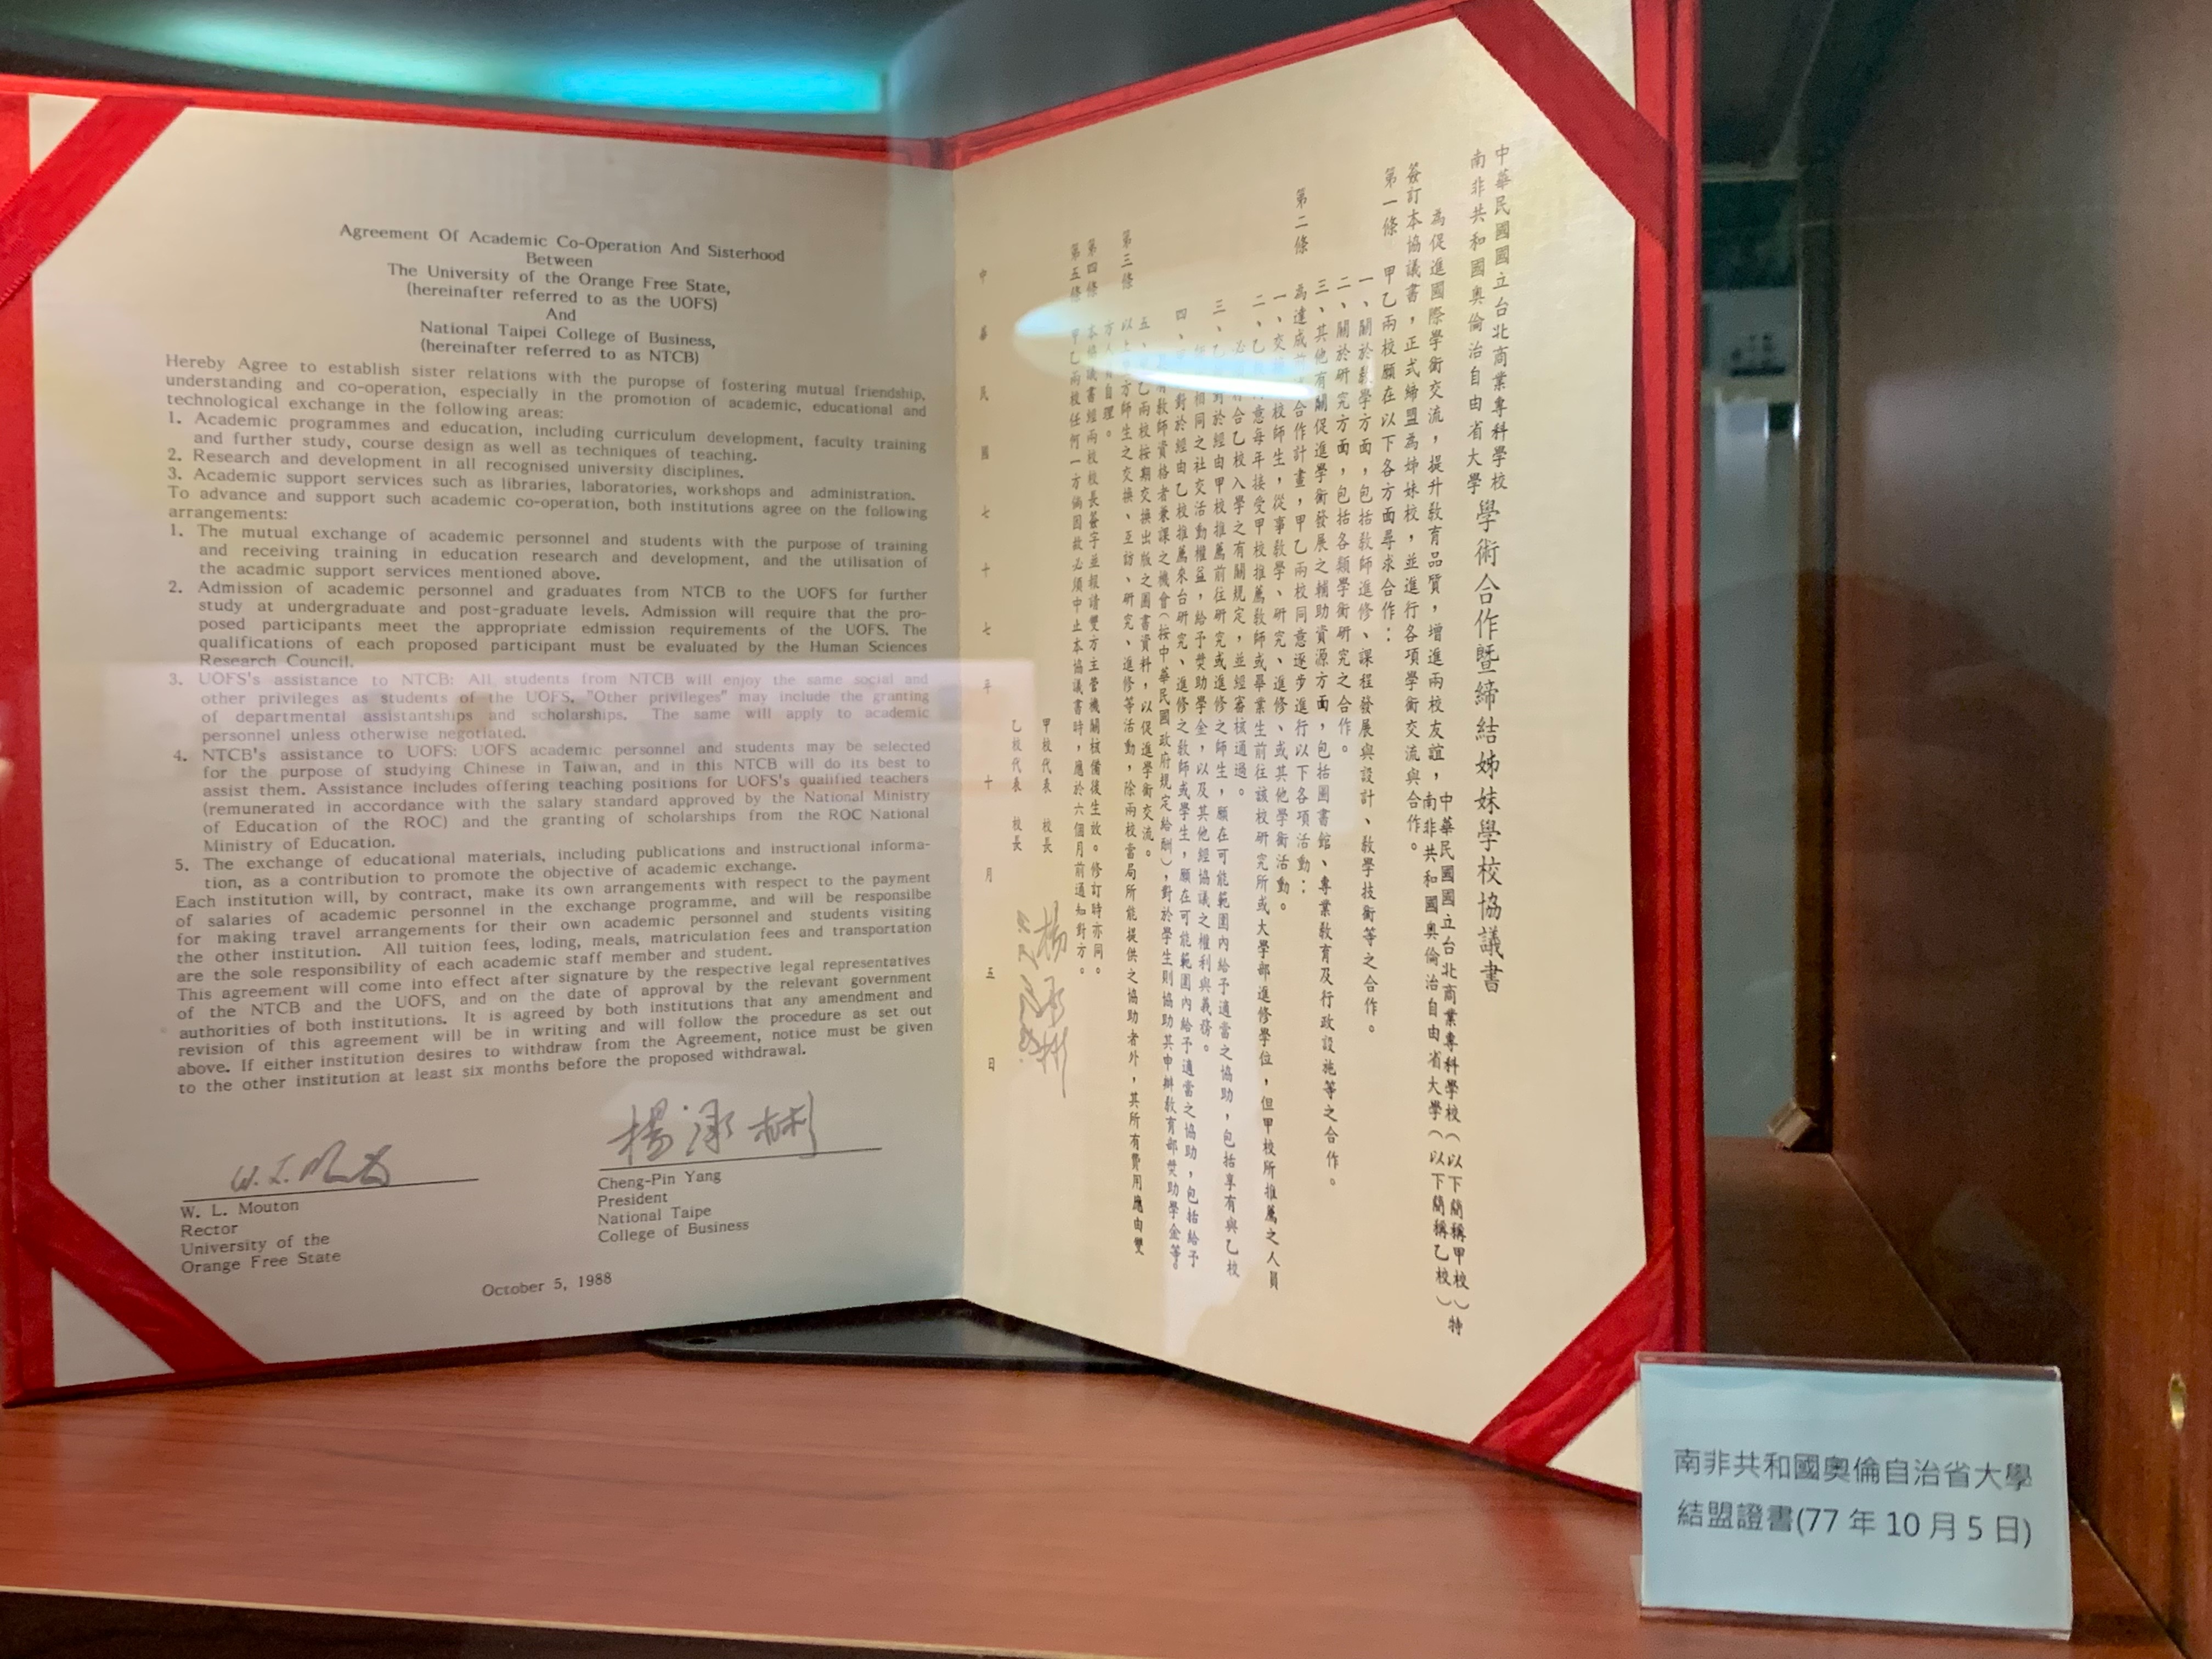 Agreement Of Academic Co-Operation And Sisterhood
Between
The University of the Orange Free State,
(hereinafter referred to as the UOFS)
And
National Taipei College of Business,
(hereinafter referred to as NTCB)
Hereby Agree to establish sister relations with the puropse of fostering mutual friendship,
understanding and co-operation, especially in the promotion of academic, educational and
technological exchange in the following areas:
1. Academic programmes and education, including curriculum development, faculty training
and further study, course design as well as techniques of teaching.
2. Research and development in all recognised university disciplines.
3. Academic support services such as libraries, laboratories, workshops and administration.
To advance and support such academic co-operation, both institutions agree on the following
arrangements:
1. The mutual exchange of academic personnel and students with the purpose of training
and receiving training in education research and development, and the utilisation of
the acadmic support services mentioned above.
2. Admission of academic personnel and graduates from NTCB to the UOFS for further
study at undergraduate and post-graduate levels. Admission will require that the pro-
posed participants meet the appropriate edmission requirements of the UOFS. The
qualifications of each proposed participant must be evaluated by the Human Sciences
Research Council.
3. UOFS's assistance to NTCB: All students from NTCB will enjoy the same social and
other privileges as students of the UOFS. "Other privileges" may include the granting
of departmental assistantships and scholarships. The same will apply to academic
personnel unless otherwise negotiated.
4. NTCB's assistance to UOFS: UOFS academic personnel and students may be selected
for the purpose of studying Chinese in Taiwan, and in this NTCB will do its best to
assist them. Assistance includes offering teaching positions for UOFS's qualified teachers
(remunerated in accordance with the salary standard approved by the National Ministry
of Education of the ROC) and the granting of scholarships from the ROC National
Ministry of Education.
5. The exchange of educational materials, including publications and instructional informa-
tion, as a contribution to promote the objective of academic exchange.
Each institution will, by contract, make its own arrangements with respect to the payment
of salaries of academic personnel in the exchange programme, and will be responsilbe
for making travel arrangements for their own academic personnel and students visiting
the other institution. All tuition fees, loding, meals, matriculation fees and transportation
are the sole responsibility of each academic staff member and student.
This agreement will come into effect after signature by the respective legal representatives
of the NTCB and the UOFS, and on the date of approval by the relevant government
authorities of both institutions. It is agreed by both institutions that any amendment and
revision of this agreement will be in writing and will follow the procedure as set out
above. If either institution desires to withdraw from the Agreement, notice must be given
to the other institution at least six months before the proposed withdrawal.
W. L. Mouton
Rector
University of the
Orange Free State
楊承彬
Cheng-Pin Yang
President
National Taipe
College of Business
October 5, 1988
中華民國國立台北商業專科學校
南非共和國奧倫治自由省大學
學術合作暨締結姊妹學校協議書
中華民國國立台北商業專科學校(以下簡稱甲校)特
南非共和國奧倫治自由省大學(以下簡稱乙校)
為促進國際學術交流,提升教育品質,增進兩校友誼,
簽訂本協議書,正式締盟為姊妹校,並進行各項學術交流與合作。
第一條 甲乙兩校願在以下各方面尋求合作:
一、關於教學方面,包括教師進修、課程發展與設計、教學技術等之合作。
二、關於研究方面,包括各類學術研究之合作。
三、其他有關促進學術發展之輔助資源方面,包括圖書館、專業教育及行政設施等之合作。
第二條 為達成前 合作計畫,甲乙兩校同意逐步進行以下各項活動:
一、交 校師生,從事教學、研究、進修、或其他學術活動。
二、乙 意每年接受甲校推薦教師或畢業生前往該校研究所或大學部進修學位,但甲校所推薦之人員
必 符合乙校入學之有關規定,並經審核通過。
三、乙 對於經由甲校推薦前往研究或進修之師生,願在可能範圍內給予適當之協助,包括享有與乙校
相同之社交活動權益,給予獎助學金,以及其他經協議之權利與義務。
四、 對於經由乙校推薦來台研究、進修之教師或學生,願在可能範圍內給予適當之協助,包括給予
教師資格者兼課之機會(按中華民國政府規定給酬),對於學生則協助其申辦教育部獎助學金等。
五、 乙兩校按期交換出版之圖書資料,以促進學術交流。
第三條 以上 方師生之交換、互訪、研究、進修等活動,除兩校當局所能提供之協助者外,其所有費用應由雙
方人 自理。
第四條 本協議書經兩校校長簽字並報請雙方主管機關核備後生效。修訂時亦同。
第五條 甲乙兩校任何一方倘因故必須中止本協議書時,應於六個月前通知對方。
甲校代表 校長 楊承彬
乙校代表 校長
中華民國七十七年十月五日
南非共和國奧倫自治省大學
結盟證書(77 年 10 月 5 日)